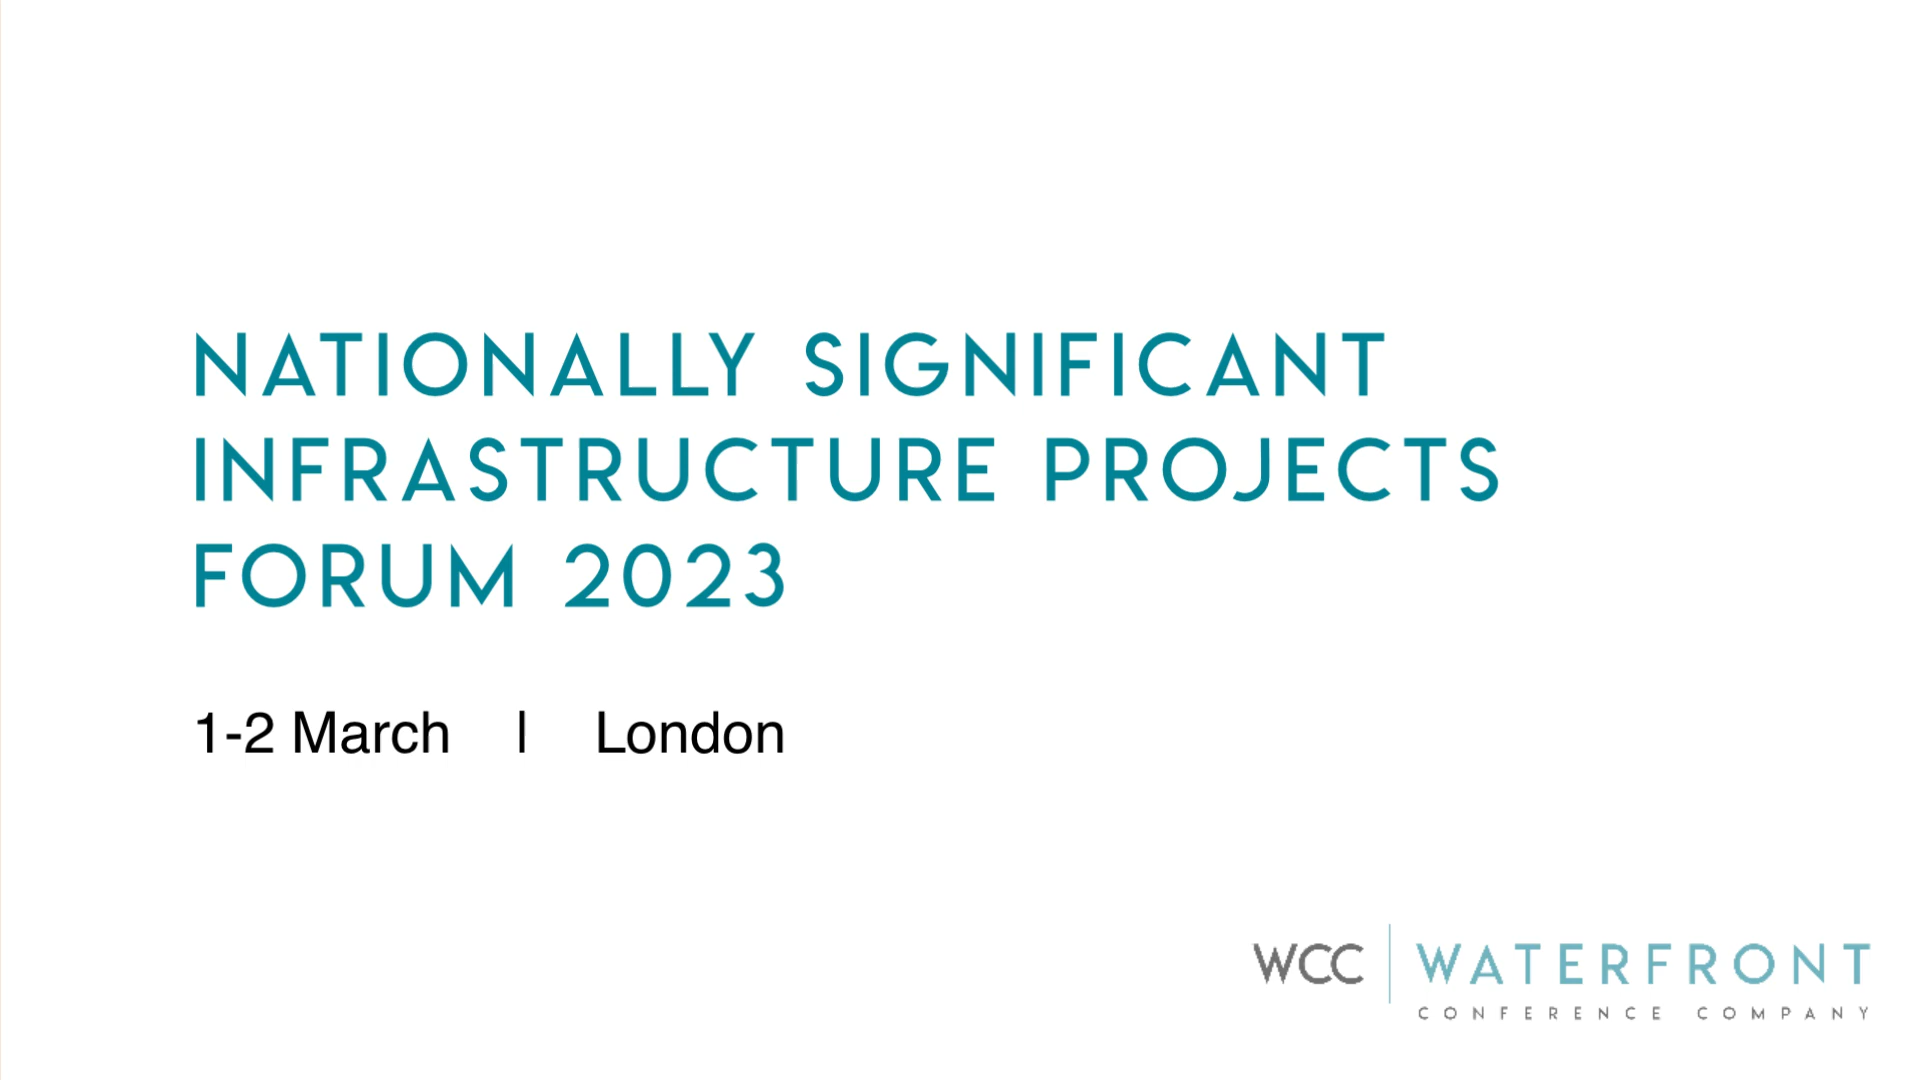 NATIONALLY SIGNIFICANT
INFRASTRUCTURE PROJECTS
FORUM 2023
1-2 March | London
WCC | WATERFRONT
CONFERENCE COMPANY